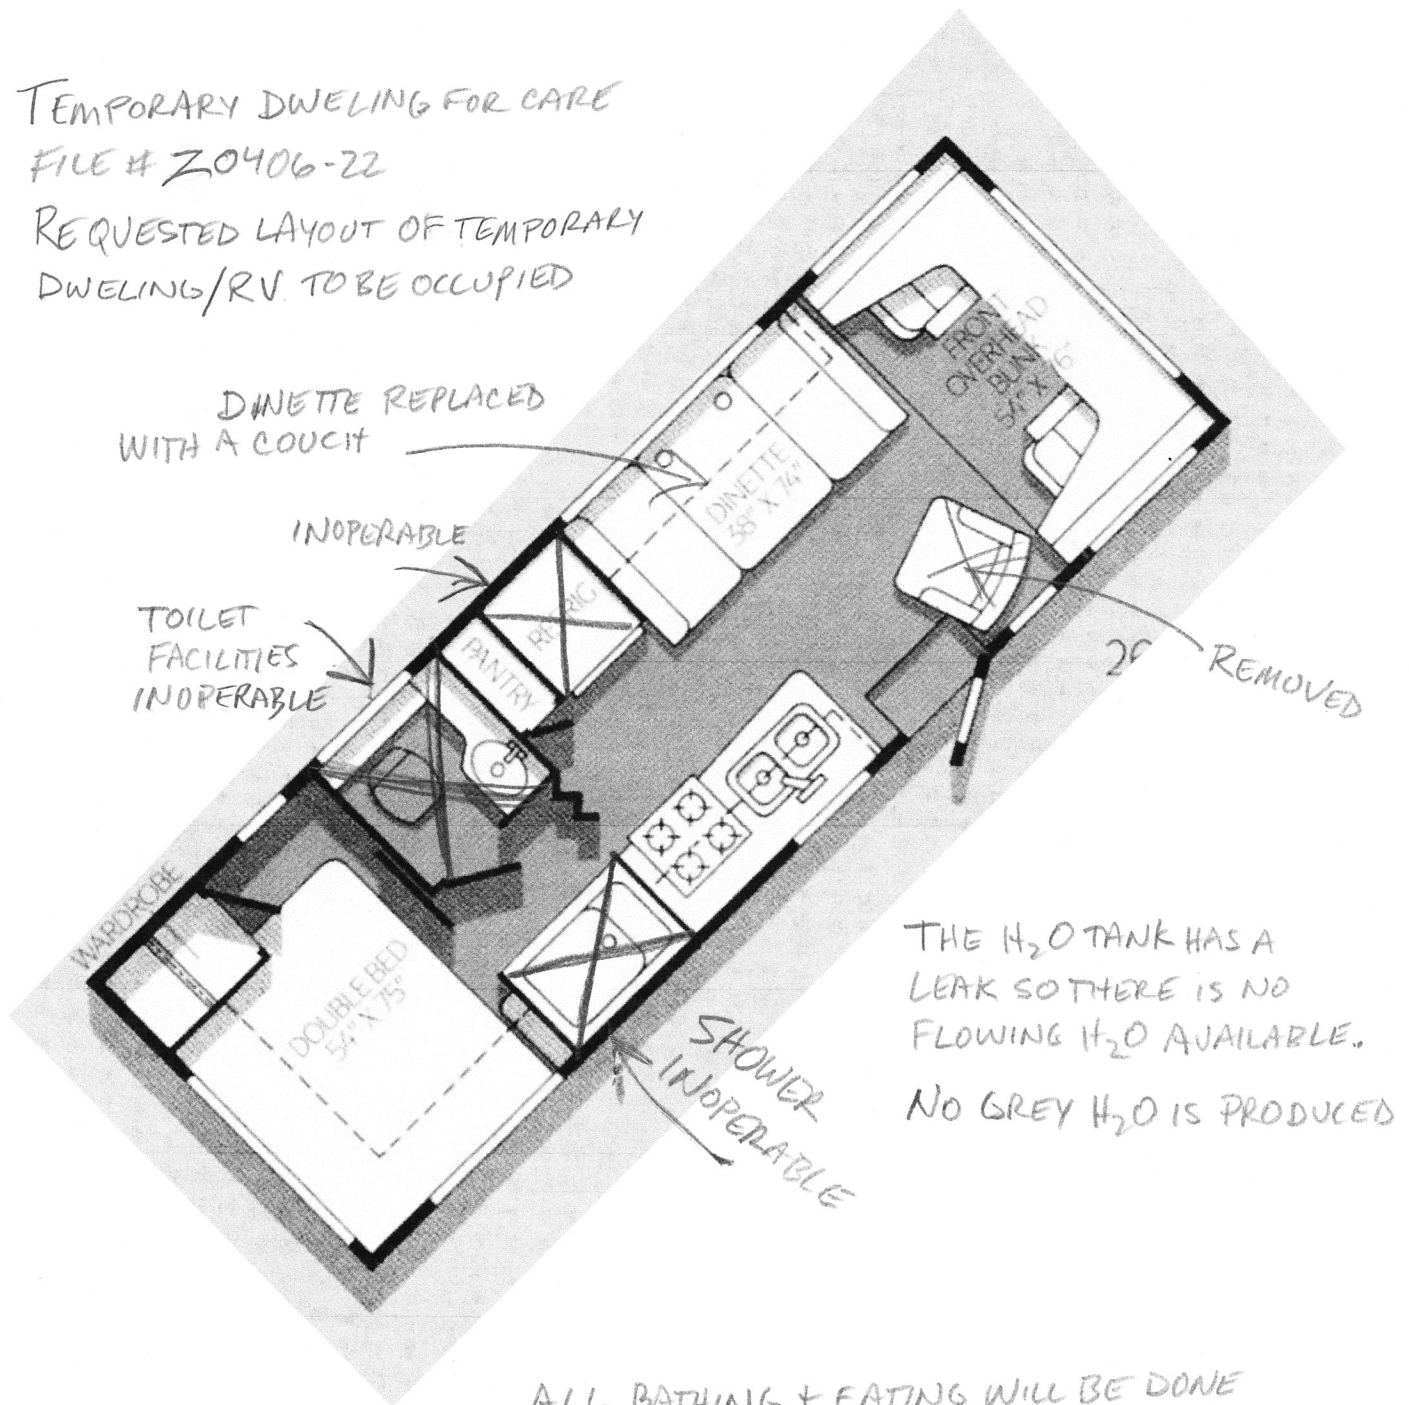 TEMPORARY DWELING FOR CARE
FILE # Z0406-22
REQUESTED LAYOUT OF TEMPORARY
DWELING/RV TO BE OCCUPIED
DINETTE REPLACED
WITH A COUCH
INOPERABLE
TOILET
FACILITIES
INOPERABLE
FRONT
OVERHEAD
BUNK
54" X 76"
DINETTE
38" X 74"
REFRIG
PANTRY
REMOVED
WARDROBE
DOUBLE BED
54" X 75"
SHOWER
INOPERABLE
THE H₂O TANK HAS A
LEAK SO THERE IS NO
FLOWING H₂O AVAILABLE.
NO GREY H₂O IS PRODUCED
ALL BATHING + EATING WILL BE DONE